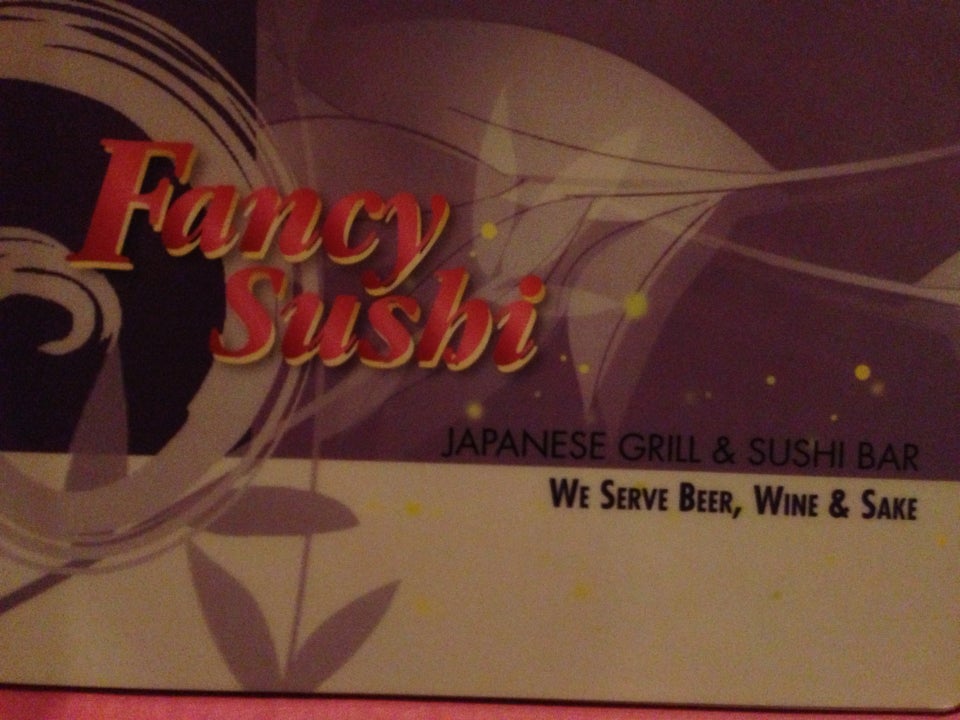 Fancy
Sushi
JAPANESE GRILL & SUSHI BAR
WE SERVE BEER, WINE & SAKE